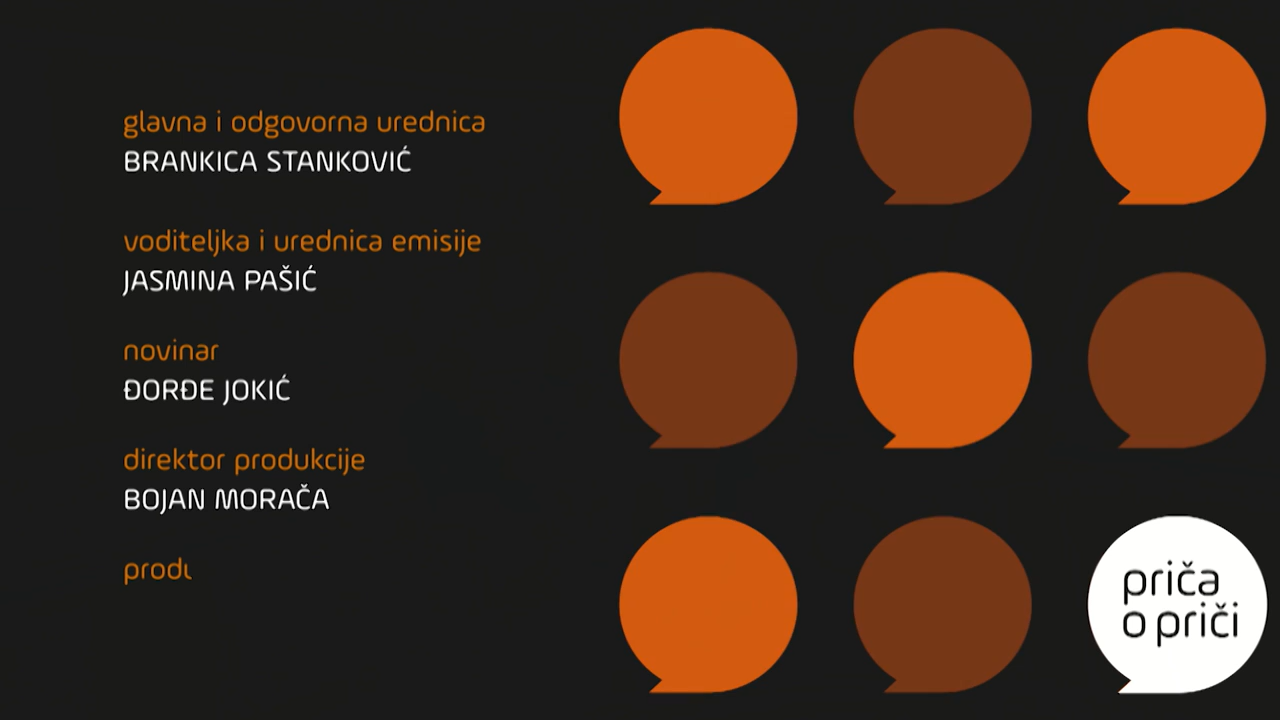 glavna i odgovorna urednica
BRANKICA STANKOVIĆ
voditeljka i urednica emisije
JASMINA PAŠIĆ
novinar
ĐORĐE JOKIĆ
direktor produkcije
BOJAN MORAČA
priča
o priči